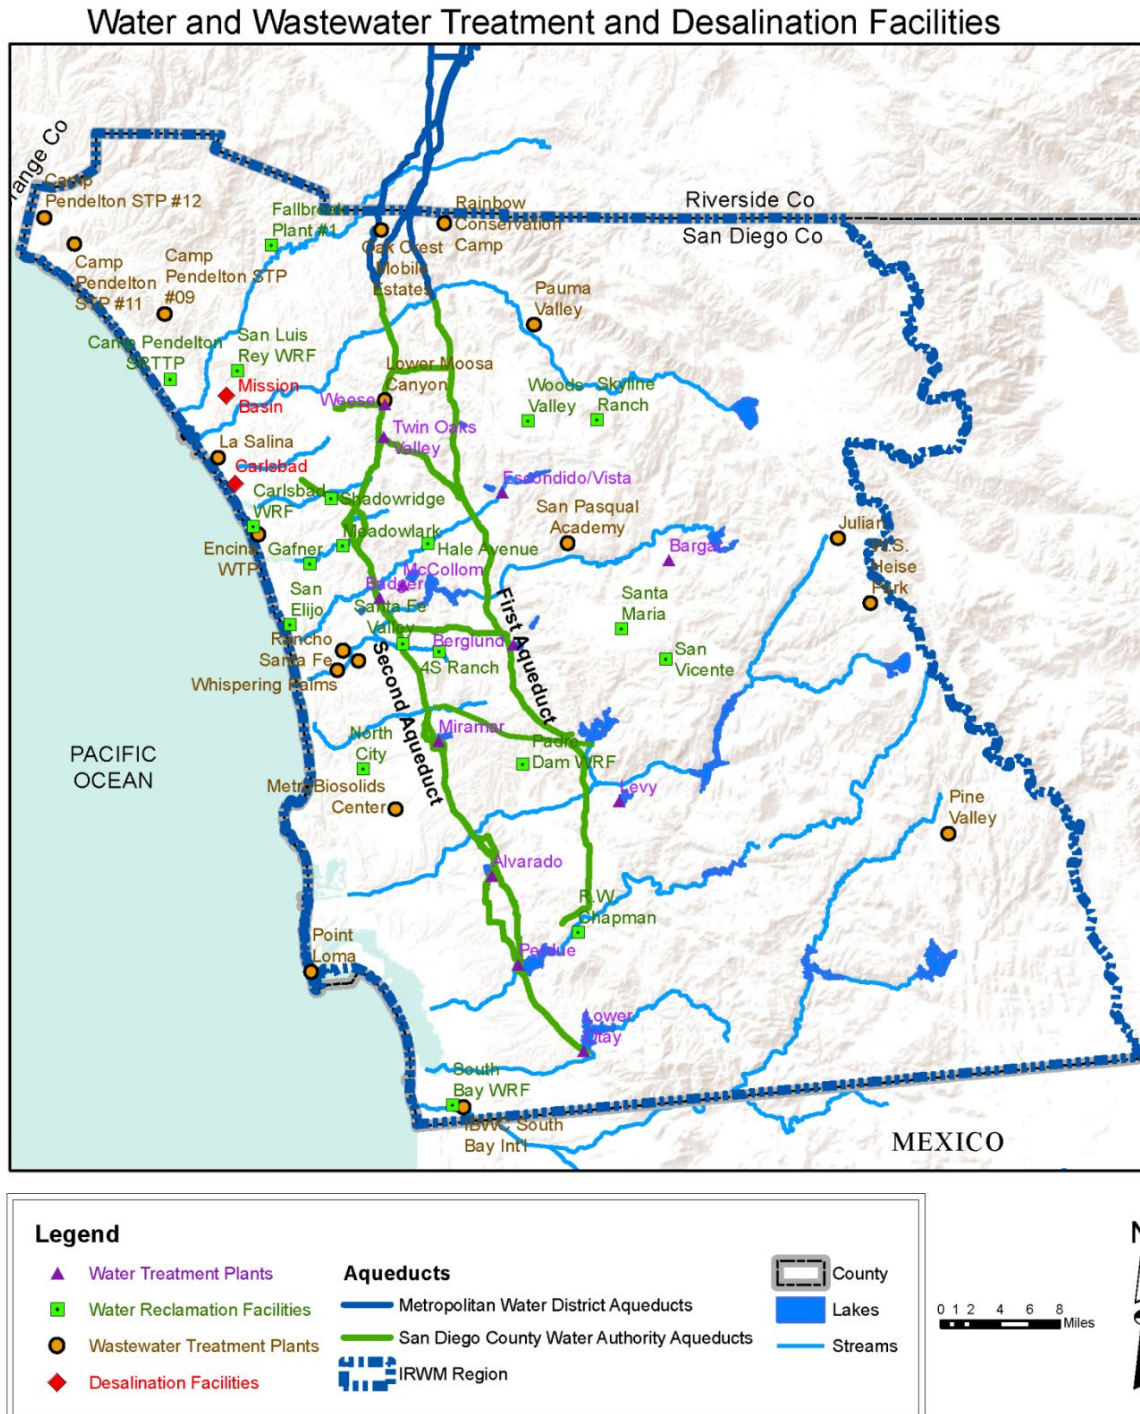 Water and Wastewater Treatment and Desalination Facilities
range Co
Camp
Pendelton STP #12
Camp
Pendelton
STP #11
Camp
Pendelton STP
#09
Fallbrook
Plant #1
Oak Crest
Mobile
Estates
Rainbow
Conservation
Camp
Riverside Co
San Diego Co
Pauma
Valley
Camp Pendelton
SRTTP
San Luis
Rey WRF
Mission
Basin
Lower Moosa
Canyon
Weese
Twin Oaks
Valley
Woods
Valley
Skyline
Ranch
La Salina
Carlsbad
Carlsbad
WRF
Shadowridge
Escondido/Vista
San Pasqual
Academy
Encina
WTP
Gafner
Meadowlark
Hale Avenue
Bargar
Julian
W.S.
Heise
Park
McCollom
Badger
San
Elijo
Santa Fe
Valley
First Aqueduct
Santa
Maria
Rancho
Santa Fe
Whispering Palms
Berglund
4S Ranch
San
Vicente
Second Aqueduct
PACIFIC
OCEAN
North
City
Miramar
Padre
Dam WRF
Metro Biosolids
Center
Levy
Pine
Valley
Alvarado
R.W.
Chapman
Point
Loma
Perdue
Lower
Otay
South
Bay WRF
IBWC South
Bay Int'l
MEXICO
Legend
Water Treatment Plants
Water Reclamation Facilities
Wastewater Treatment Plants
Desalination Facilities
Aqueducts
Metropolitan Water District Aqueducts
San Diego County Water Authority Aqueducts
IRWM Region
County
Lakes
Streams
0 1 2 4 6 8
Miles
N